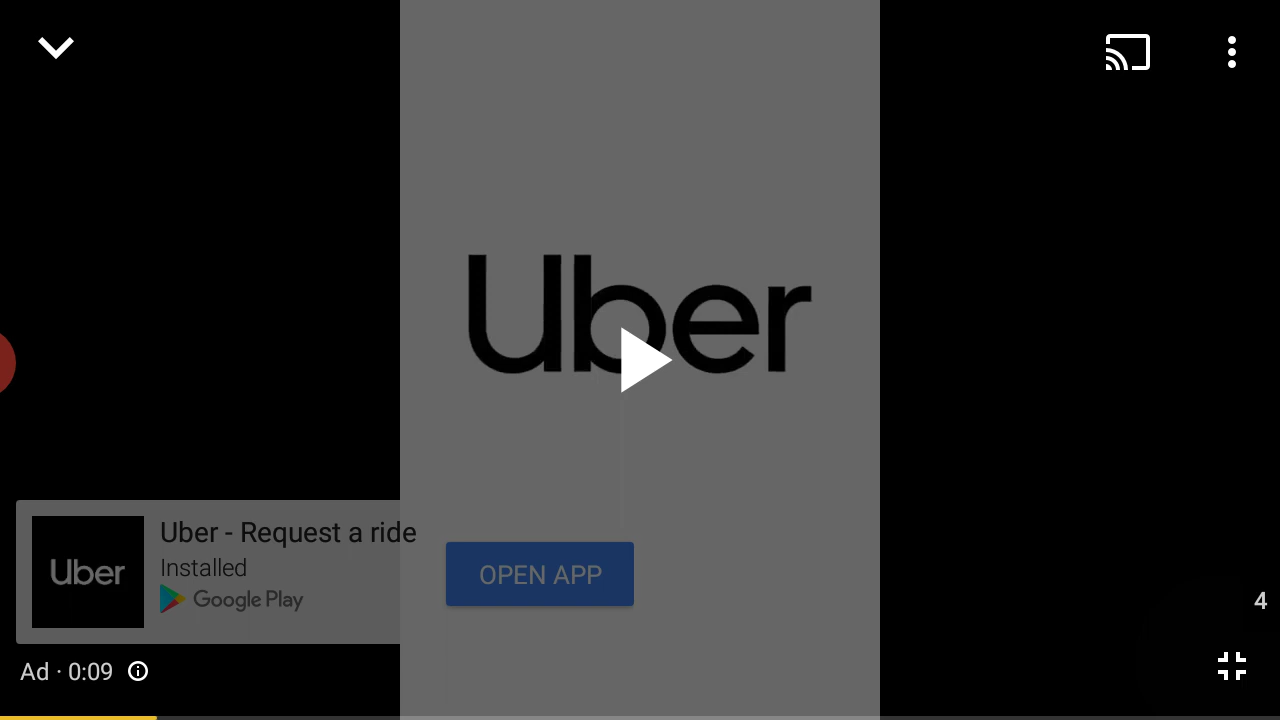 Uber
Uber
Uber - Request a ride
Installed
Google Play
OPEN APP
4
Ad · 0:09